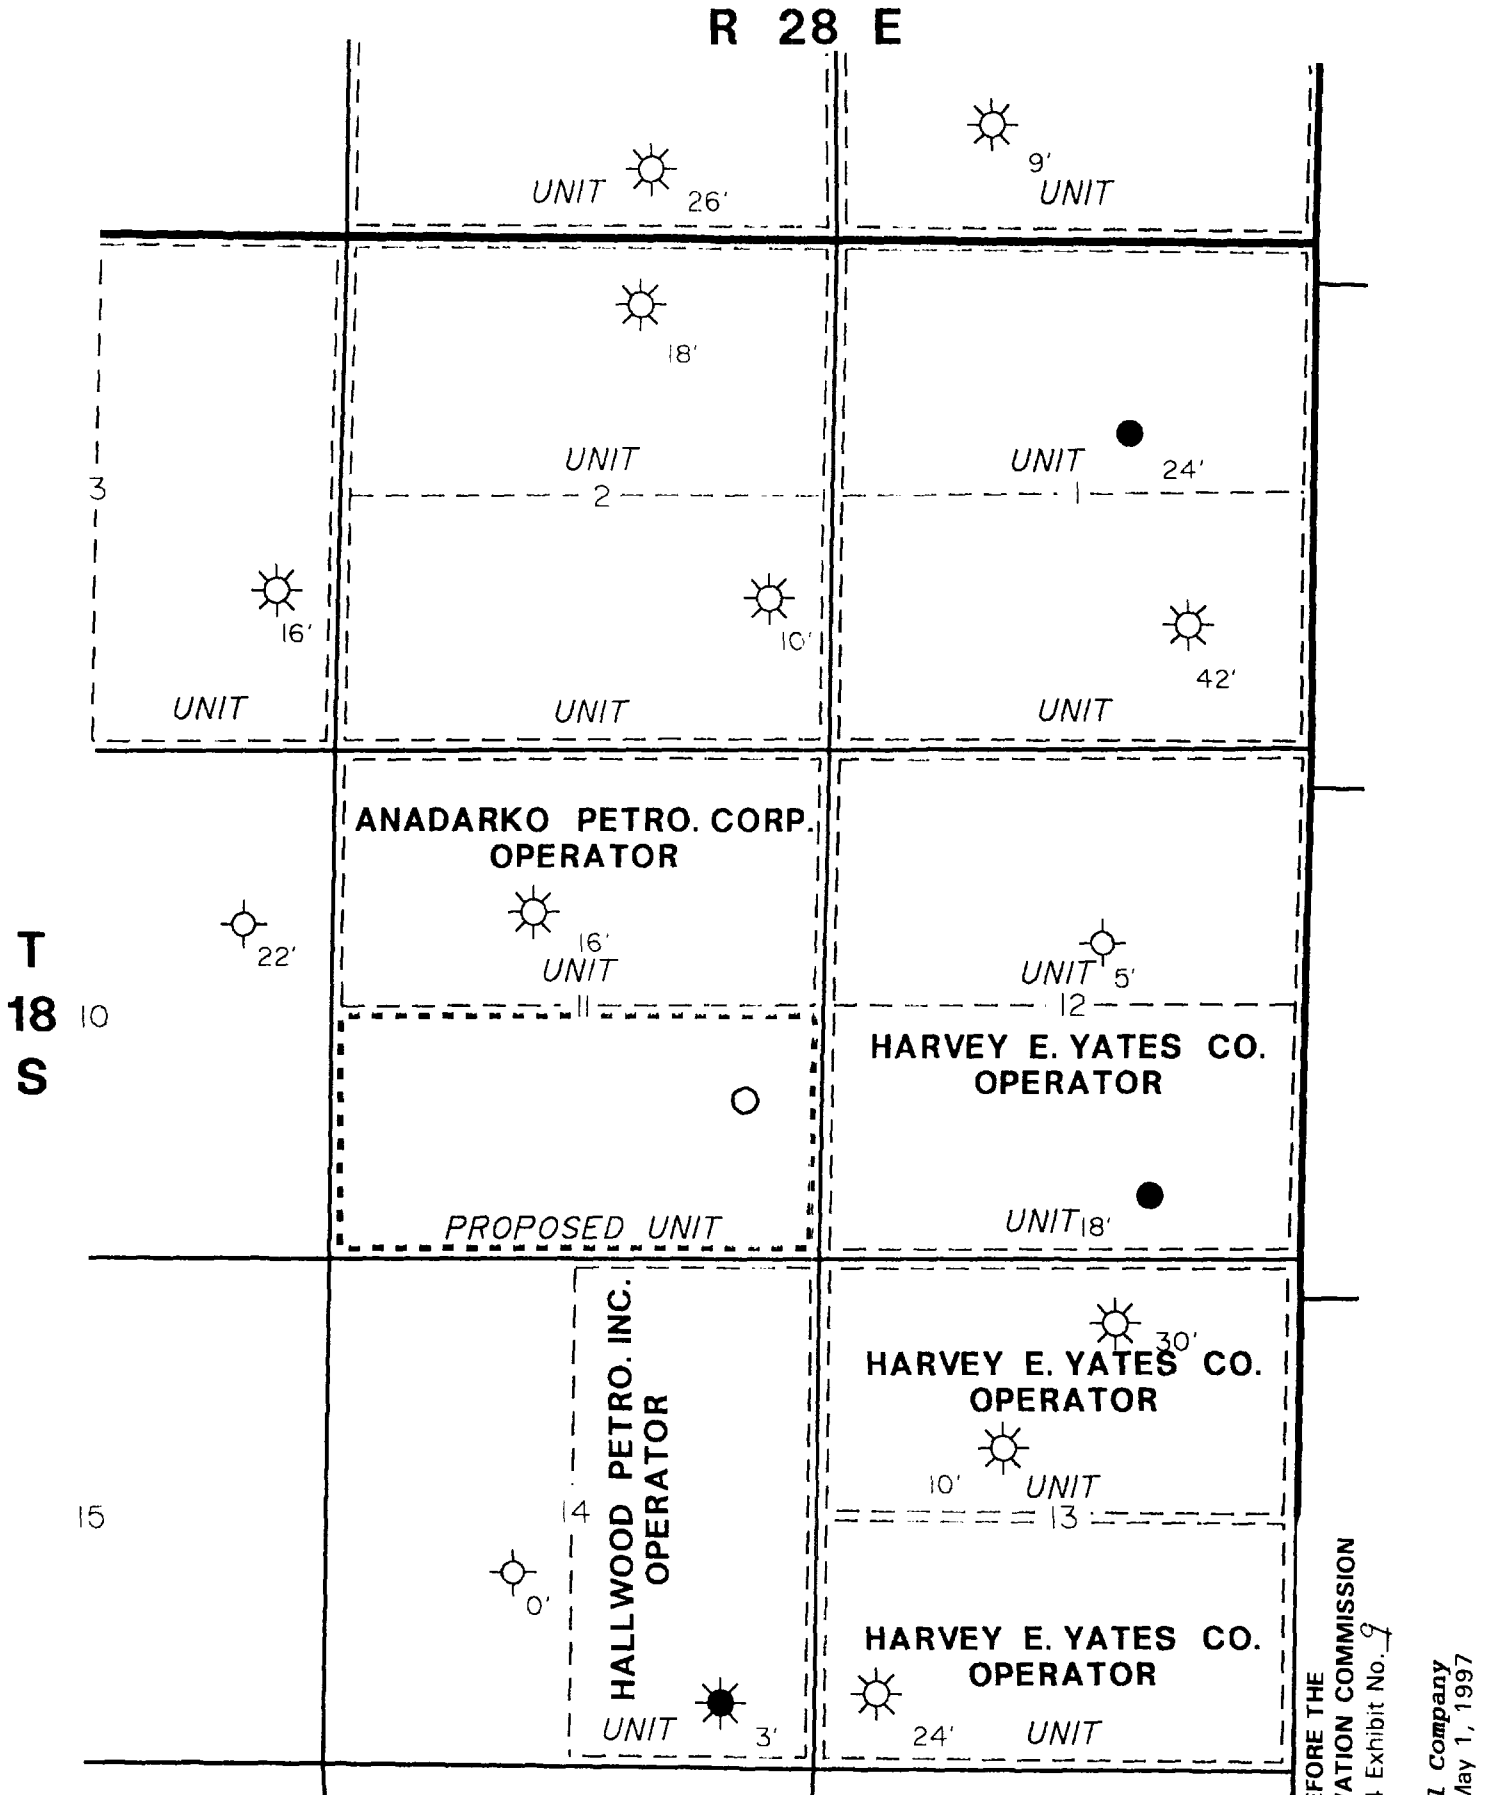 R 28 E
9'
UNIT
26'
UNIT
18'
UNIT
24'
UNIT
3
2
1
16'
10'
42'
UNIT
UNIT
UNIT
ANADARKO PETRO. CORP.
OPERATOR
16'
UNIT
22'
UNIT 5'
T
18
S
10
11
12
HARVEY E. YATES CO.
OPERATOR
PROPOSED UNIT
UNIT 18'
30'
HARVEY E. YATES CO.
OPERATOR
10'
UNIT
HALLWOOD PETRO. INC.
OPERATOR
15
14
13
0'
HARVEY E. YATES CO.
OPERATOR
UNIT
3'
24'
UNIT
FORE THE
ATION COMMISSION
Exhibit No. 9
Company
May 1, 1997